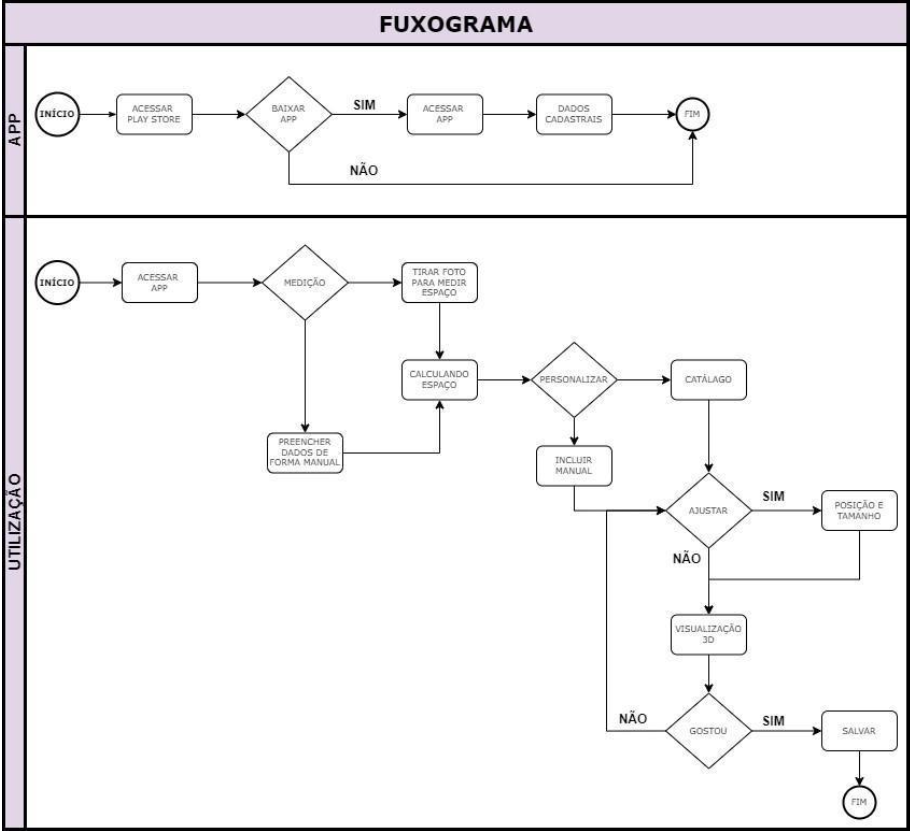 FUXOGRAMA
APP
INÍCIO
ACESSAR
PLAY STORE
BAIXAR
APP
SIM
ACESSAR
APP
DADOS
CADASTRAIS
FIM
NÃO
UTILIZAÇÃO
INÍCIO
ACESSAR
APP
MEDIÇÃO
TIRAR FOTO
PARA MEDIR
ESPAÇO
CALCULANDO
ESPAÇO
PREENCHER
DADOS DE
FORMA MANUAL
PERSONALIZAR
CATÁLAGO
INCLUIR
MANUAL
AJUSTAR
SIM
POSIÇÃO E
TAMANHO
NÃO
VISUALIZAÇÃO
3D
GOSTOU
NÃO
SIM
SALVAR
FIM